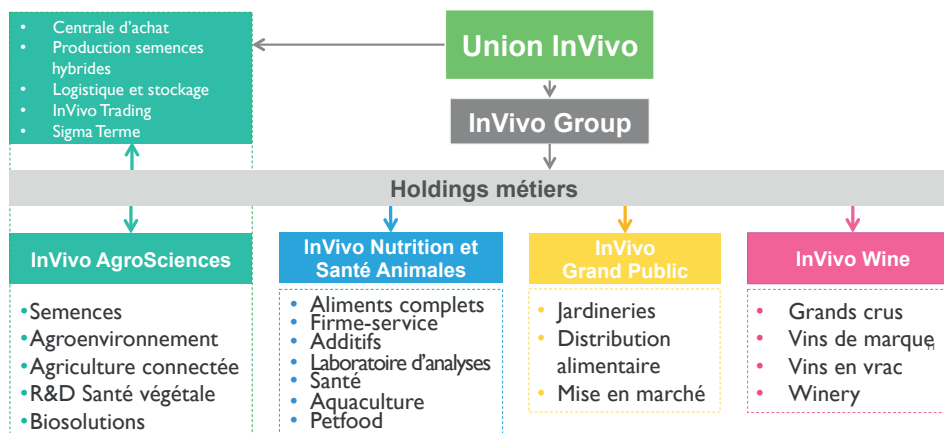 • Centrale d'achat
• Production semences
hybrides
• Logistique et stockage
• InVivo Trading
• Sigma Terme
Union InVivo
InVivo Group
Holdings métiers
InVivo AgroSciences
•Semences
•Agroenvironnement
•Agriculture connectée
•R&D Santé végétale
•Biosolutions
InVivo Nutrition et
Santé Animales
• Aliments complets
• Firme-service
• Additifs
• Laboratoire d'analyses
• Santé
• Aquaculture
• Petfood
InVivo
Grand Public
• Jardineries
• Distribution
alimentaire
• Mise en marché
InVivo Wine
• Grands crus
• Vins de marque
• Vins en vrac
• Winery